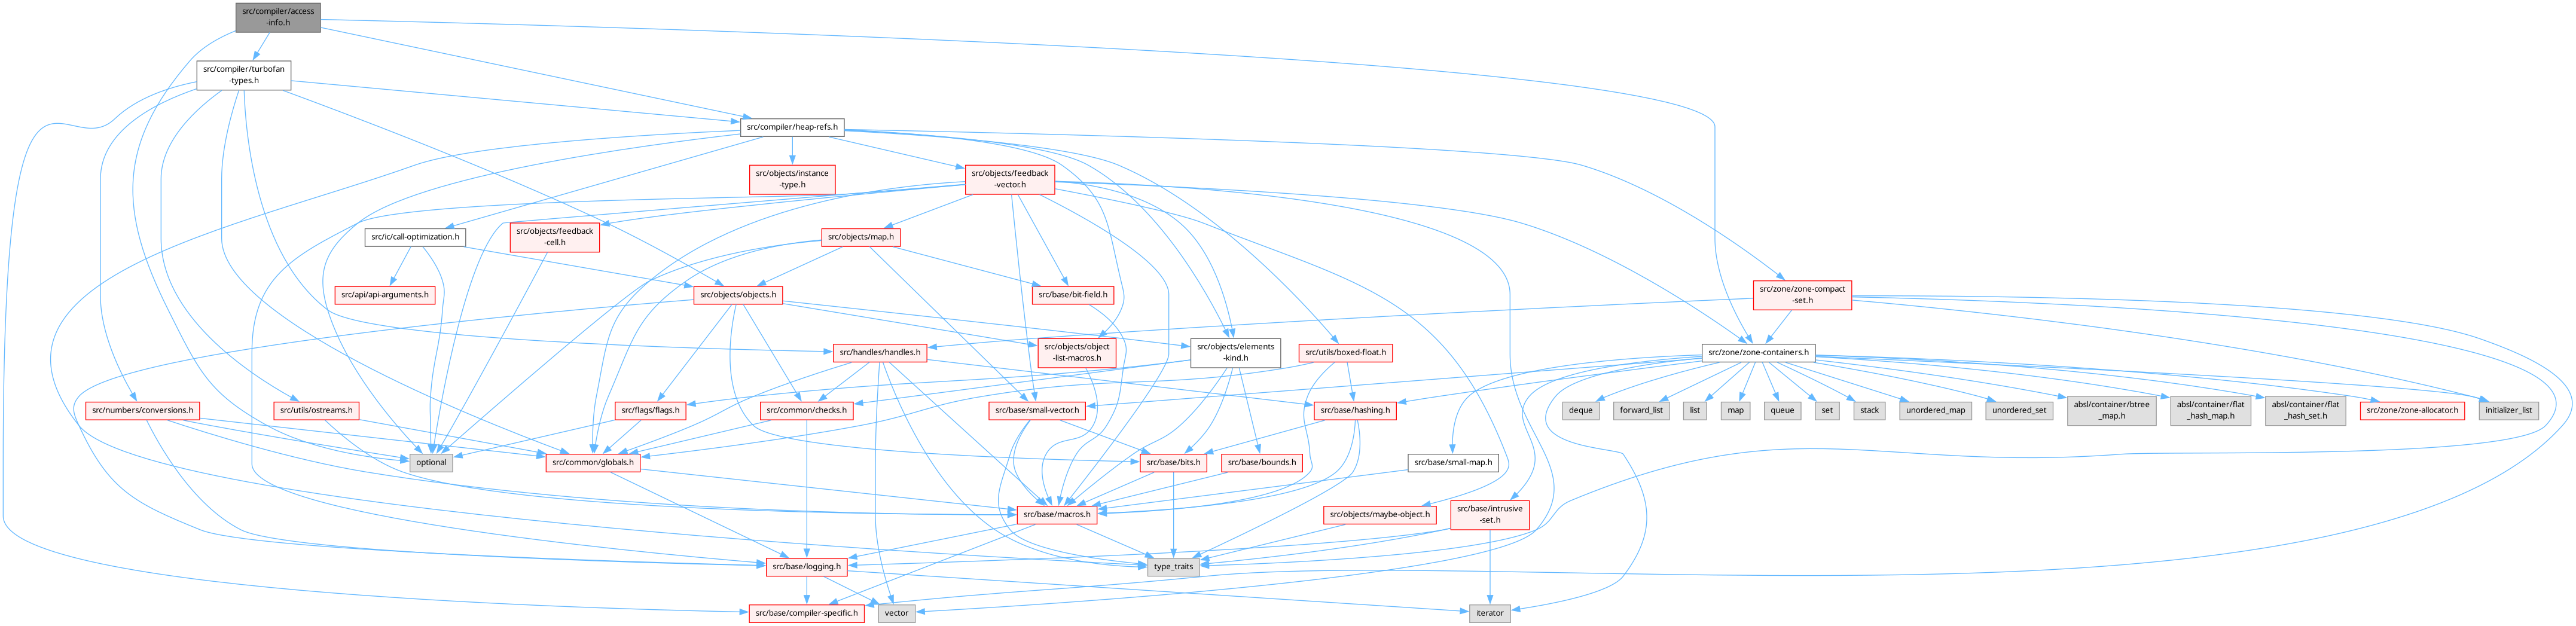 src/compiler/access
-info.h
src/compiler/turbofan
-types.h
src/compiler/heap-refs.h
src/objects/instance
-type.h
src/objects/feedback
-vector.h
src/ic/call-optimization.h
src/objects/feedback
-cell.h
src/objects/map.h
src/api/api-arguments.h
src/objects/objects.h
src/base/bit-field.h
src/zone/zone-compact
-set.h
src/handles/handles.h
src/objects/object
-list-macros.h
src/objects/elements
-kind.h
src/utils/boxed-float.h
src/zone/zone-containers.h
src/numbers/conversions.h
src/utils/ostreams.h
src/flags/flags.h
src/common/checks.h
src/base/small-vector.h
src/base/hashing.h
deque
forward_list
list
map
queue
set
stack
unordered_map
unordered_set
absl/container/btree
_map.h
absl/container/flat
_hash_map.h
absl/container/flat
_hash_set.h
src/zone/zone-allocator.h
initializer_list
optional
src/common/globals.h
src/base/bits.h
src/base/bounds.h
src/base/small-map.h
src/base/macros.h
src/objects/maybe-object.h
src/base/intrusive
-set.h
src/base/logging.h
type_traits
src/base/compiler-specific.h
vector
iterator